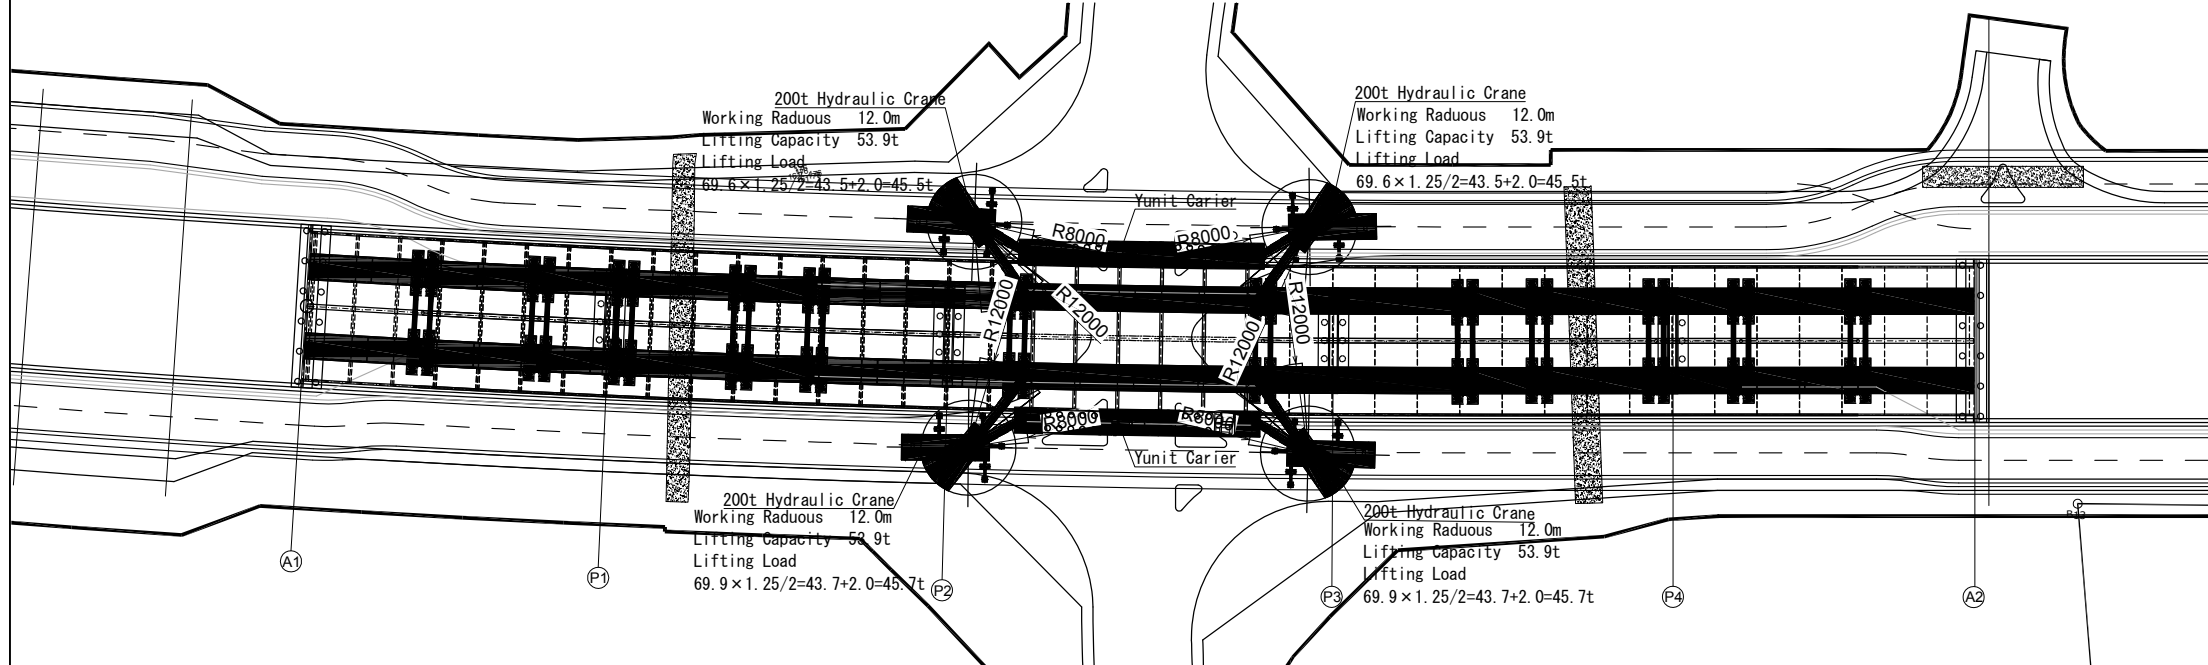 200t Hydraulic Crane
Working Raduous 12.0m
Lifting Capacity 53.9t
Lifting Load
69.6×1.25/2=43.5+2.0=45.5t
200t Hydraulic Crane
Working Raduous 12.0m
Lifting Capacity 53.9t
Lifting Load
69.6×1.25/2=43.5+2.0=45.5t
Yunit Carier
R8000
R8000
R12000
R12000
R12000
R12000
R8000
R8000
Yunit Carier
200t Hydraulic Crane
Working Raduous 12.0m
Lifting Capacity 53.9t
Lifting Load
69.9×1.25/2=43.7+2.0=45.7t
200t Hydraulic Crane
Working Raduous 12.0m
Lifting Capacity 53.9t
Lifting Load
69.9×1.25/2=43.7+2.0=45.7t
A1
P1
P2
P3
P4
A2